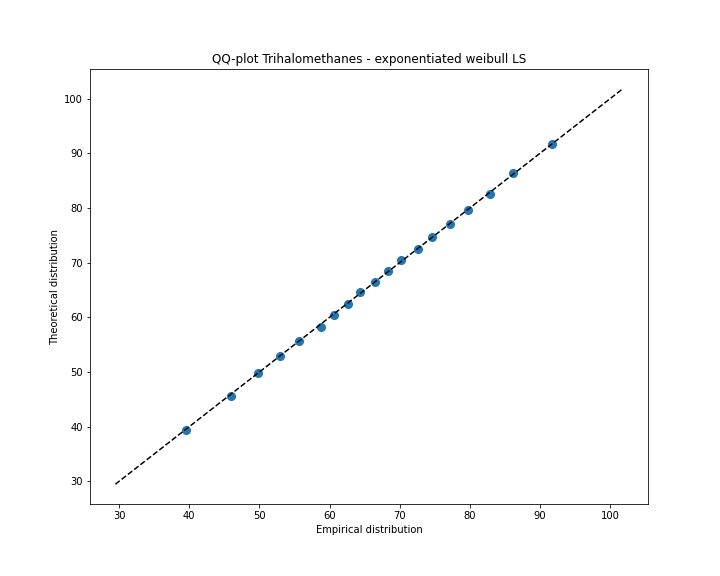 QQ-plot Trihalomethanes - exponentiated weibull LS
Theoretical distribution
100
90
80
70
60
50
40
30
30 40 50 60 70 80 90 100
Empirical distribution